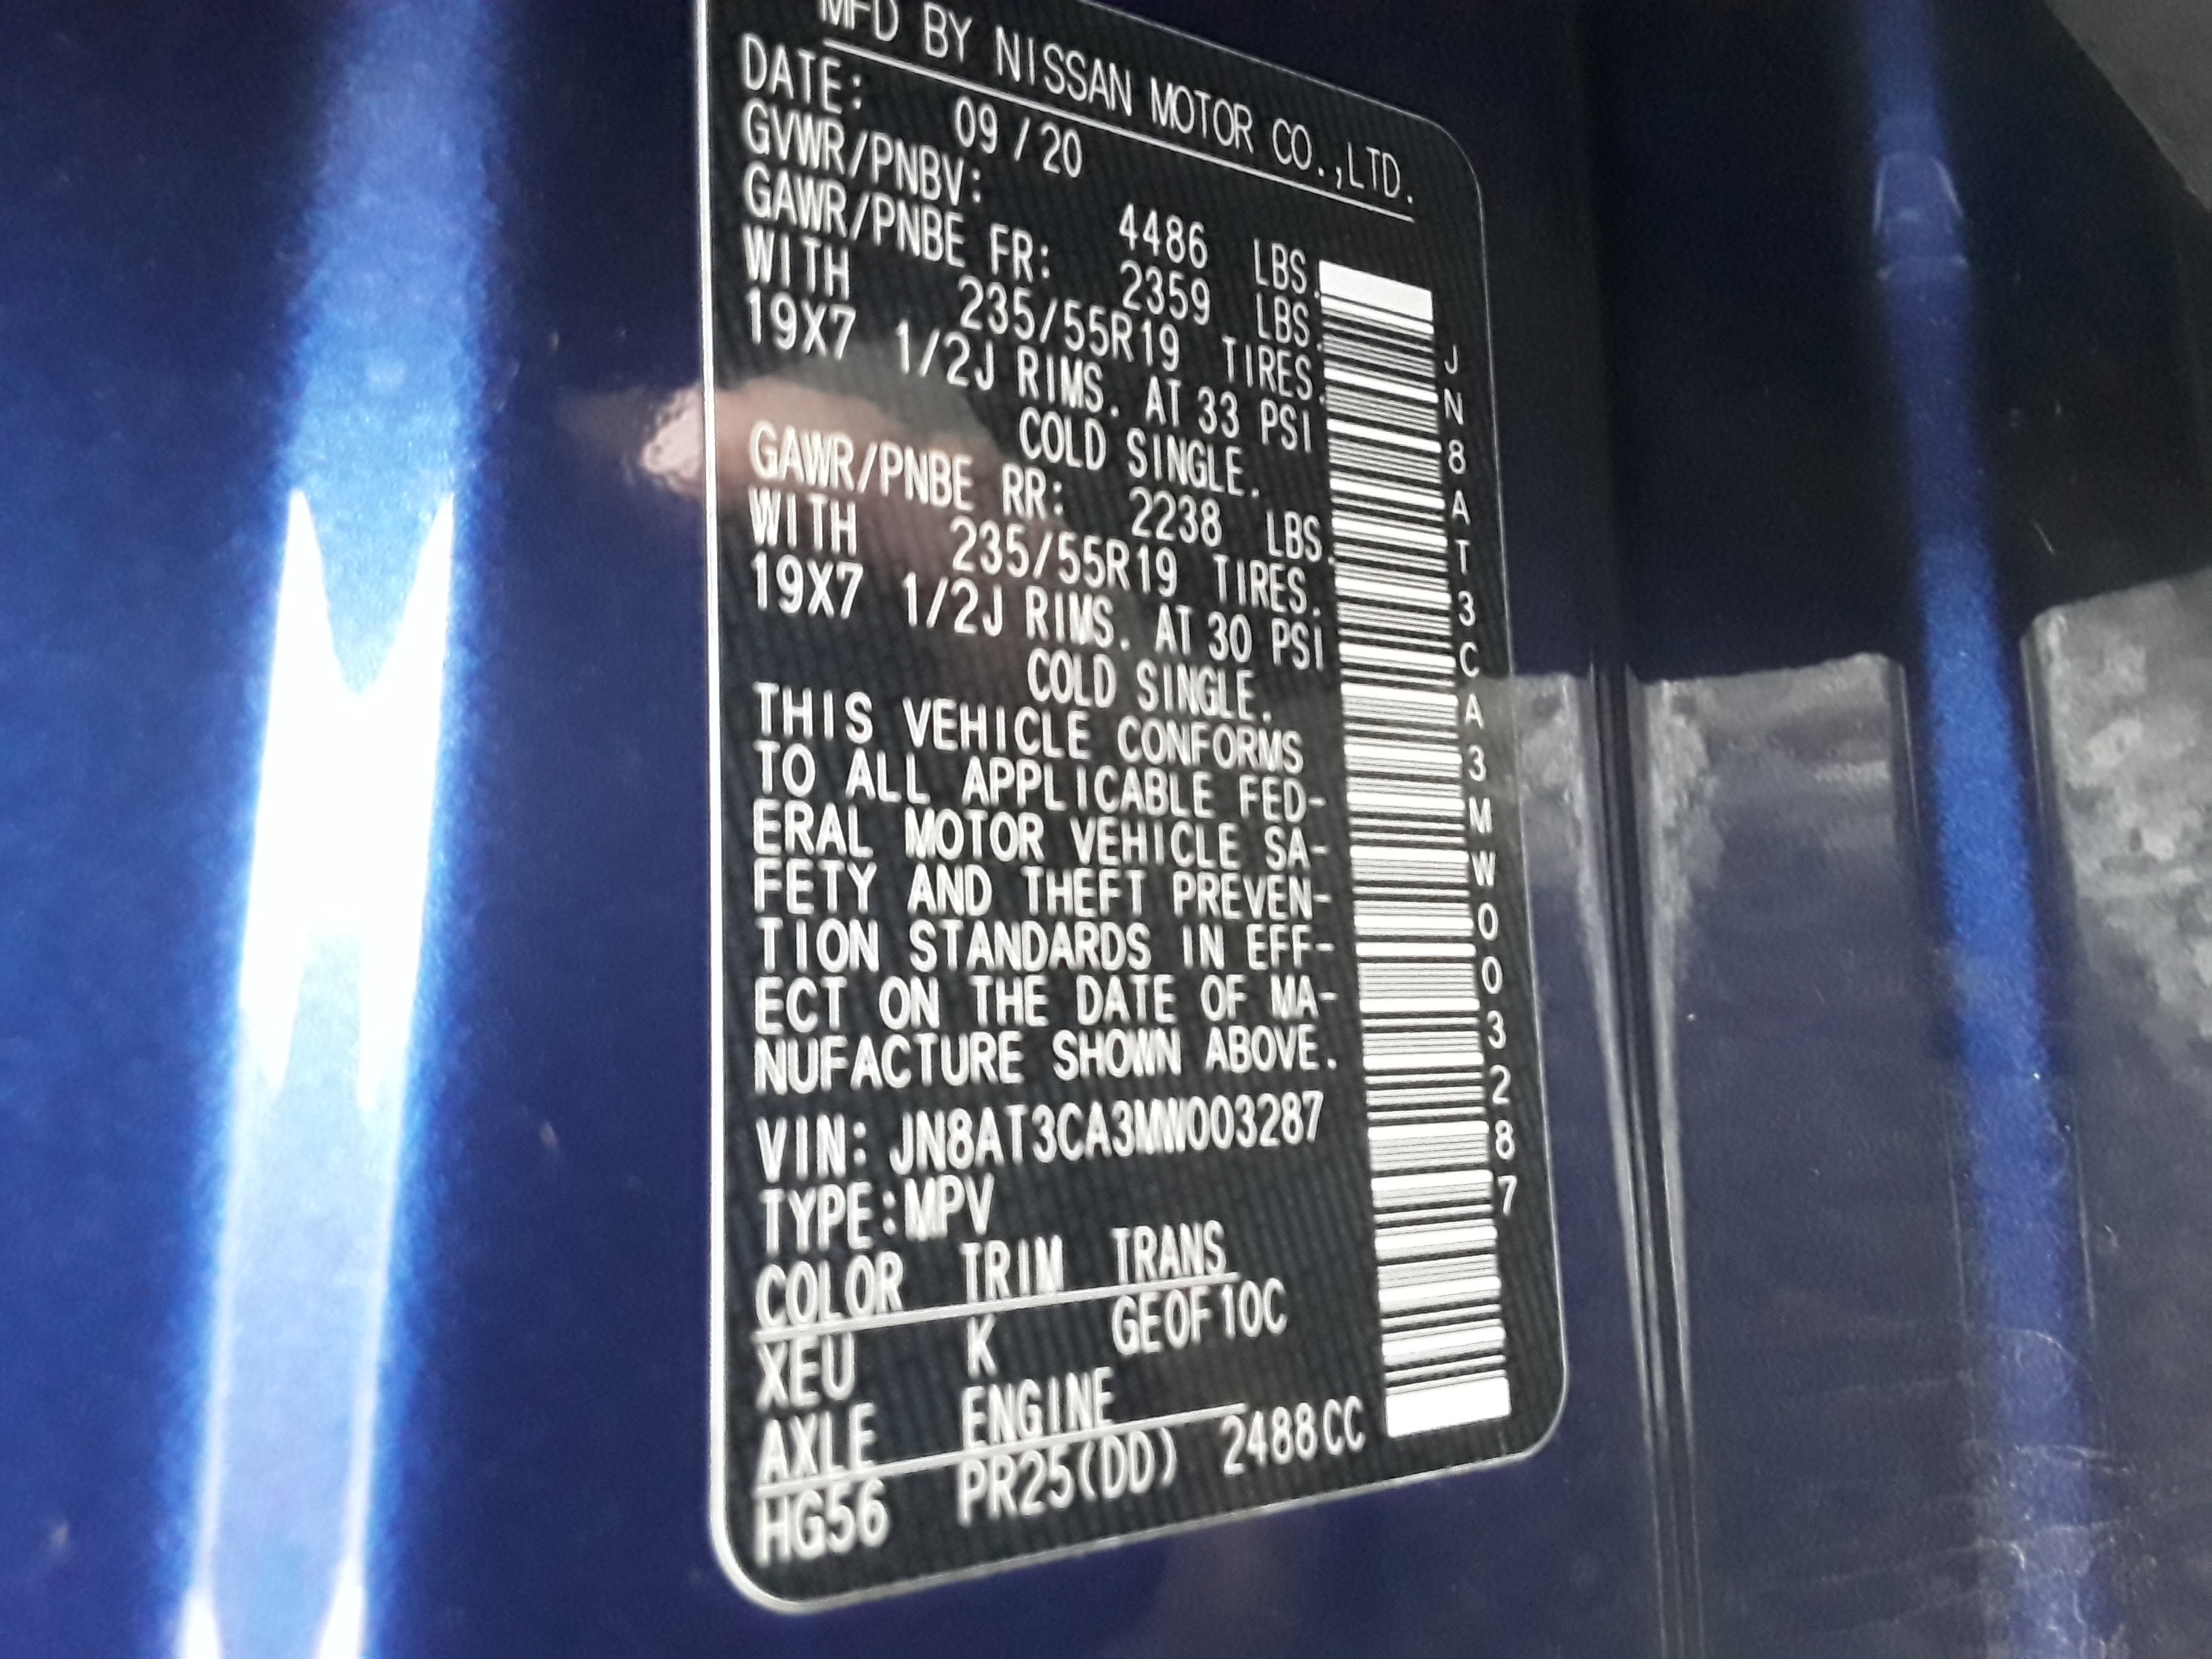 MFD BY NISSAN MOTOR CO.,LTD.
DATE: 09/20
GVWR/PNBV: 4486 LBS.
GAWR/PNBE FR: 2359 LBS.
WITH 235/55R19 TIRES.
19X7 1/2J RIMS. AT 33 PSI
COLD SINGLE.
GAWR/PNBE RR: 2238 LBS.
WITH 235/55R19 TIRES.
19X7 1/2J RIMS. AT 30 PSI
COLD SINGLE.
THIS VEHICLE CONFORMS
TO ALL APPLICABLE FED-
ERAL MOTOR VEHICLE SA-
FETY AND THEFT PREVEN-
TION STANDARDS IN EFF-
ECT ON THE DATE OF MA-
NUFACTURE SHOWN ABOVE.
VIN: JN8AT3CA3MW003287
TYPE:MPV
COLOR TRIM TRANS
XEU K GE0F10C
AXLE ENGINE
HG56 PR25(DD) 2488CC
JN8AT3CA3MW003287